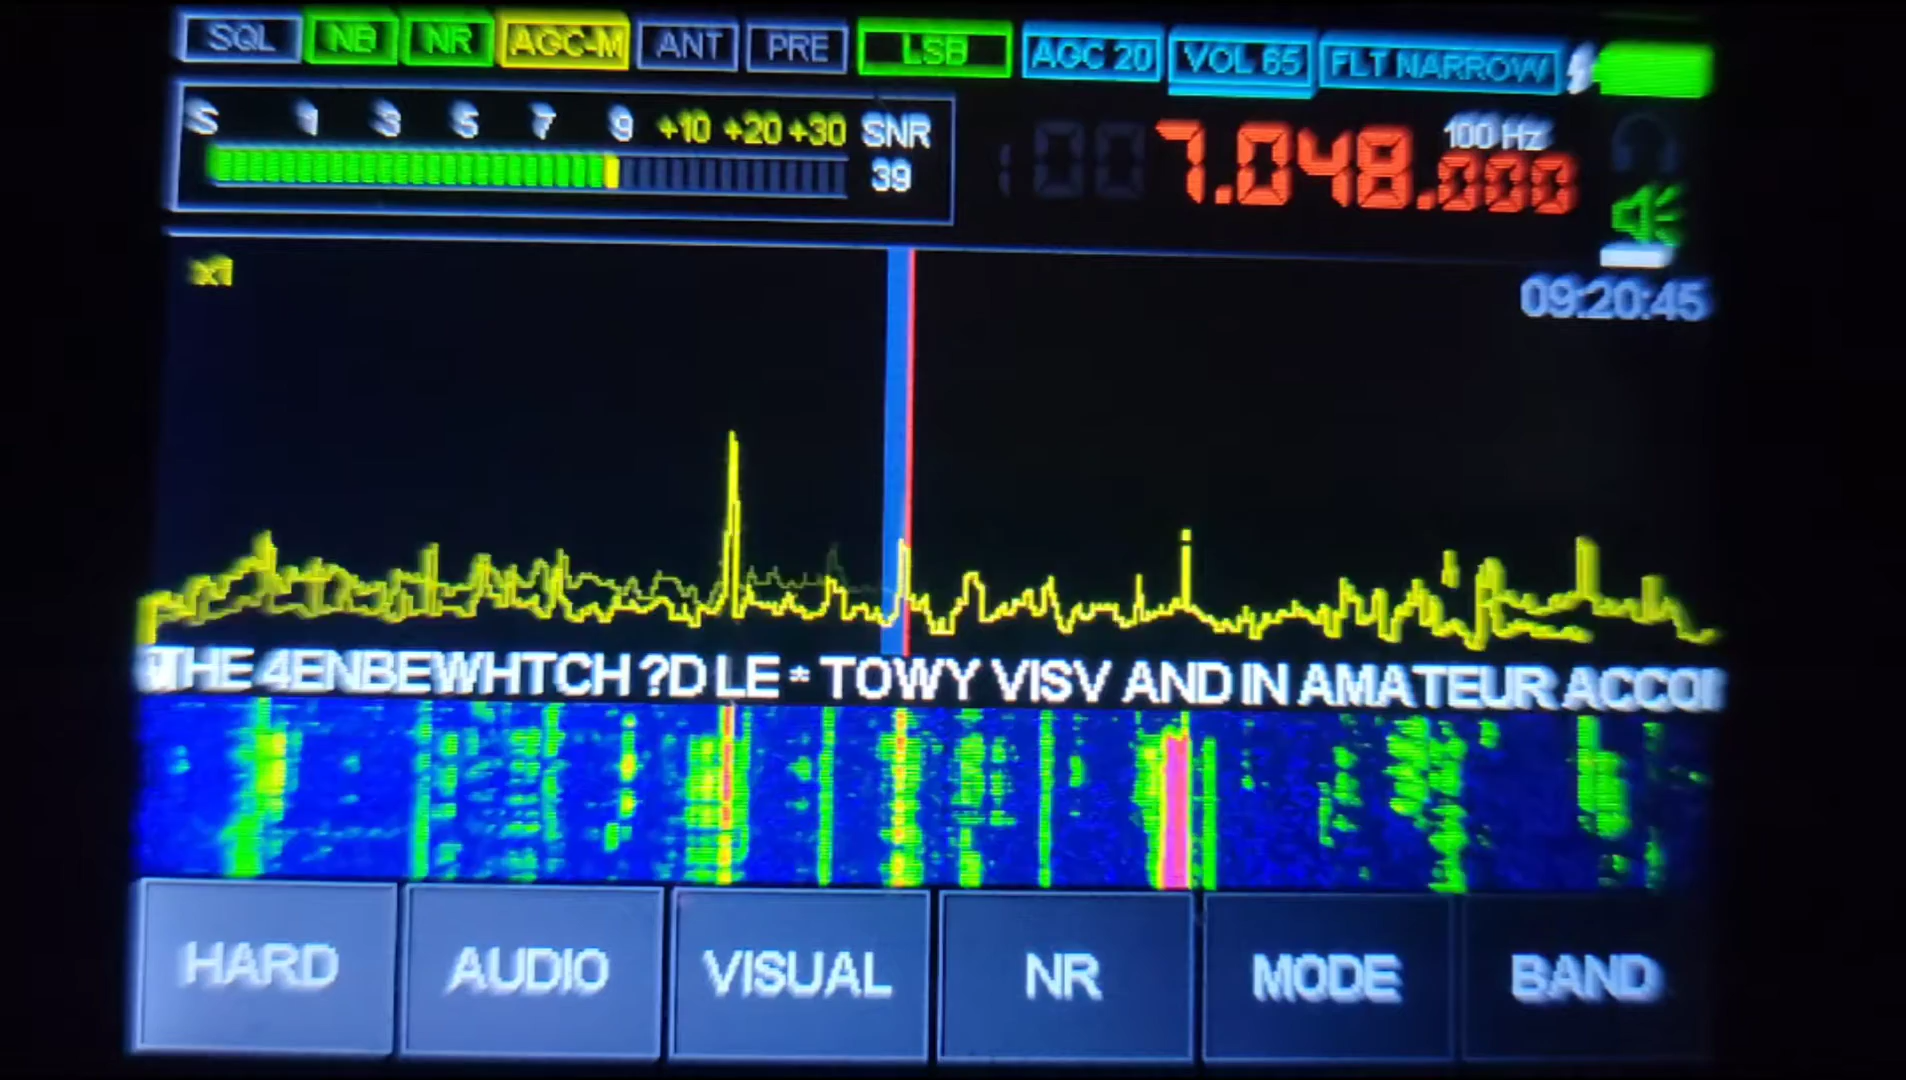 SQL NB NR AGC-M ANT PRE LSB AGC 20 VOL 65 FLT NARROW
S 1 3 5 7 9 +10 +20 +30 SNR
39
7.048.000
100 Hz
x1
09:20:45
THE 4ENBEWHTCH ?D LE * TOWY VISV AND IN AMATEUR ACCO
HARD AUDIO VISUAL NR MODE BAND